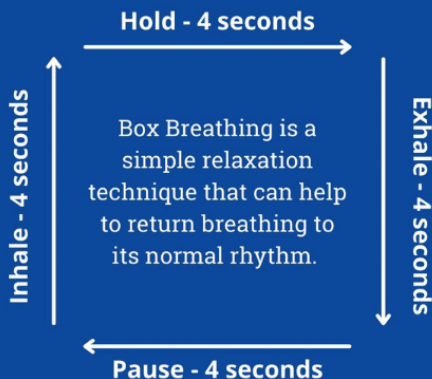 Hold - 4 seconds
Inhale - 4 seconds
Box Breathing is a
simple relaxation
technique that can help
to return breathing to
its normal rhythm.
Exhale - 4 seconds
Pause - 4 seconds